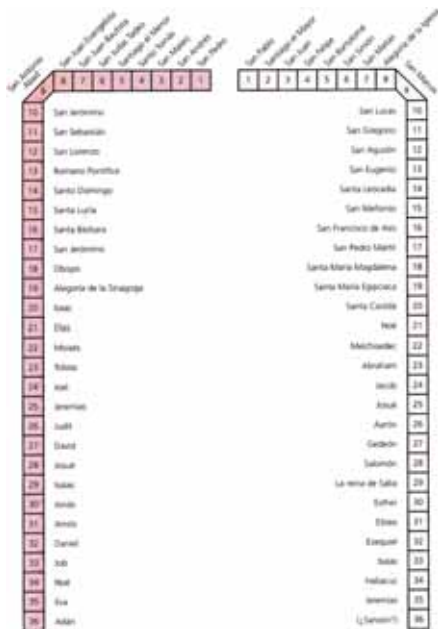 San Antonio Abad
San Juan Evangelista
San Juan Bautista
San Judas Tadeo
Santiago el Menor
Santo Tomás
San Mateo
San Andrés
San Pedro
San Pablo
Santiago el Mayor
San Juan
San Felipe
San Bartolomé
San Simón
San Matías
Alegoría de la Iglesia
San Marcos
9 8 7 6 5 4 3 2 1
1 2 3 4 5 6 7 8 9
10 San Jerónimo
11 San Sebastián
12 San Lorenzo
13 Romano Pontífice
14 Santo Domingo
15 Santa Lucía
16 Santa Bárbara
17 San Jerónimo
18 Obispo
19 Alegoría de la Sinagoga
20 Isaac
21 Elías
22 Moises
23 Tobías
24 Joel
25 Jeremías
26 Judit
27 David
28 Josué
29 Isaías
30 Amós
31 Amós
32 Daniel
33 Job
34 Noé
35 Eva
36 Adán
San Lucas 10
San Gregorio 11
San Agustín 12
San Eugenio 13
Santa Leocadia 14
San Ildefonso 15
San Francisco de Asís 16
San Pedro Mártir 17
Santa María Magdalena 18
Santa María Egipciaca 19
Santa Casilda 20
Noé 21
Melchisedec 22
Abraham 23
Jacob 24
Josué 25
Aarón 26
Gedeón 27
Salomón 28
La reina de Saba 29
Esther 30
Eliseo 31
Ezequiel 32
Isaías 33
Habacuc 34
Jeremías 35
(¿Sansón?) 36